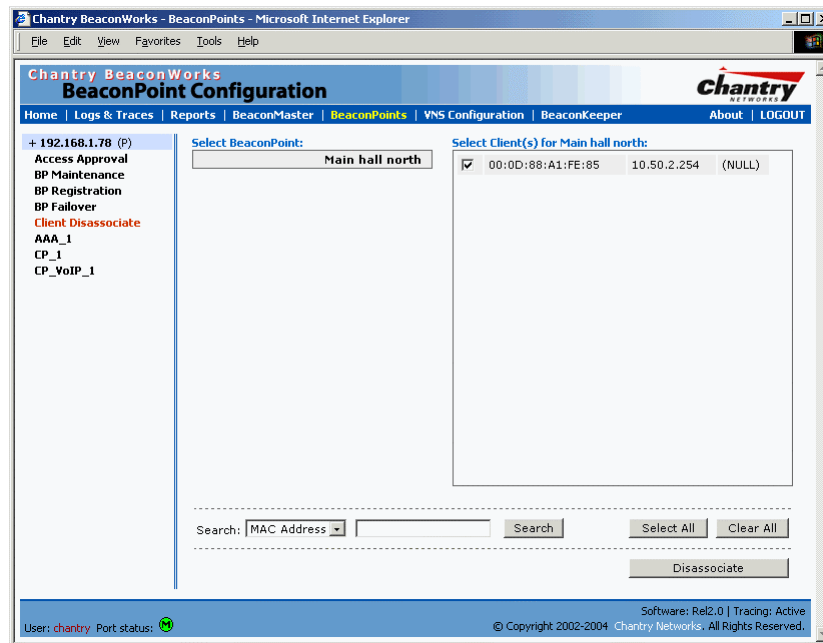 Chantry BeaconWorks - BeaconPoints - Microsoft Internet Explorer
File Edit View Favorites Tools Help
Chantry BeaconWorks
BeaconPoint Configuration
Chantry
NETWORKS
Home | Logs & Traces | Reports | BeaconMaster | BeaconPoints | VNS Configuration | BeaconKeeper About | LOGOUT
+ 192.168.1.78 (P)
Access Approval
BP Maintenance
BP Registration
BP Failover
Client Disassociate
AAA_1
CP_1
CP_VoIP_1
Select BeaconPoint:
Main hall north
Select Client(s) for Main hall north:
00:0D:88:A1:FE:85 10.50.2.254 (NULL)
Search: MAC Address Search Select All Clear All
Disassociate
Software: Rel2.0 | Tracing: Active
User: chantry Port status: M © Copyright 2002-2004 Chantry Networks. All Rights Reserved.